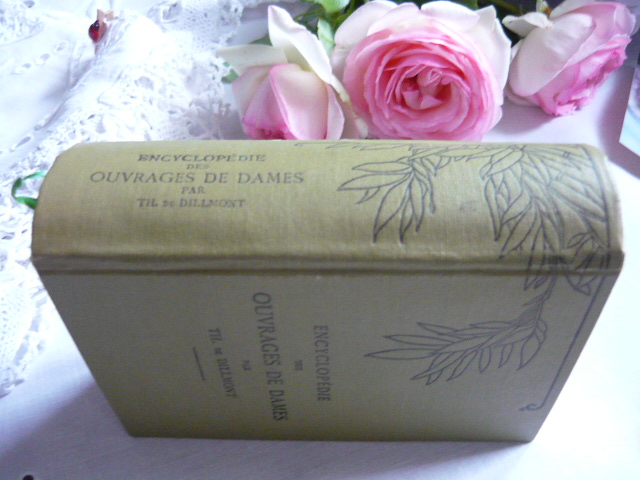 ENCYCLOPÉDIE
DES
OUVRAGES DE DAMES
PAR
TH. DE DILLMONT
ENCYCLOPÉDIE
DES
OUVRAGES DE DAMES
PAR
TH. DE DILLMONT